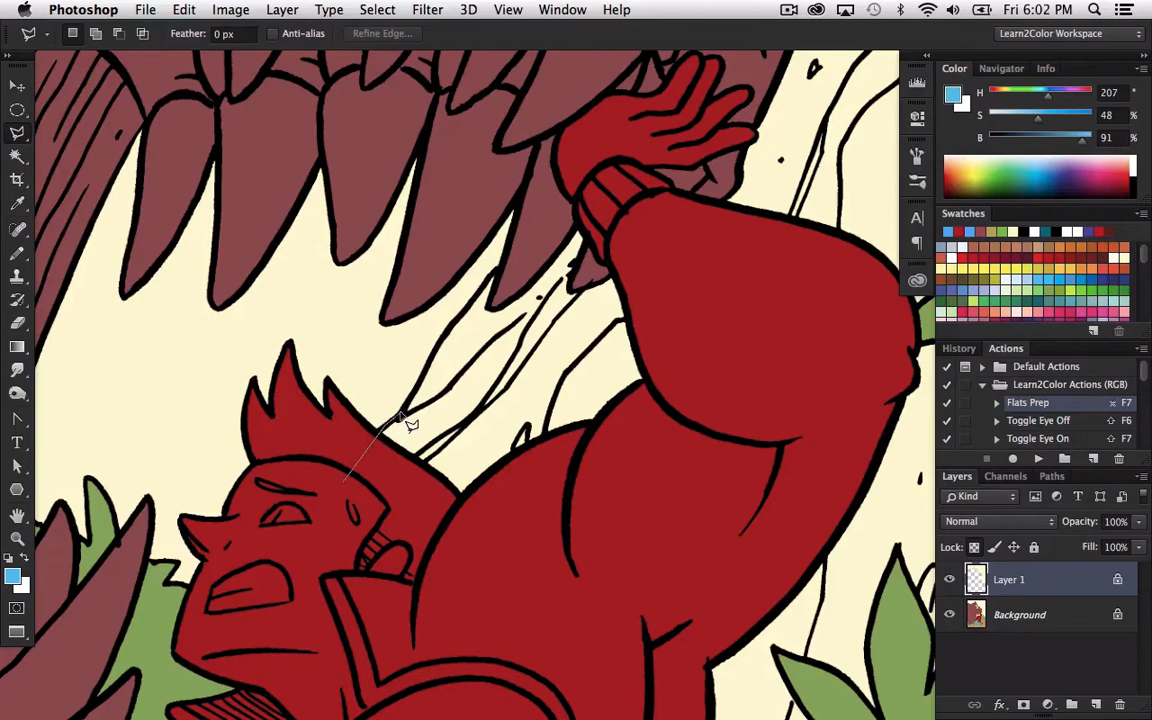 Photoshop File Edit Image Layer Type Select Filter 3D View Window Help Fri 6:02 PM
Feather: 0 px Anti-alias Refine Edge... Learn2Color Workspace
Color Navigator Info
H 207 °
S 48 %
B 91 %
Swatches
History Actions
Default Actions
Learn2Color Actions (RGB)
Flats Prep F7
Toggle Eye Off F6
Toggle Eye On F7
Layers Channels Paths
Kind
Normal Opacity: 100%
Lock: Fill: 100%
Layer 1
Background